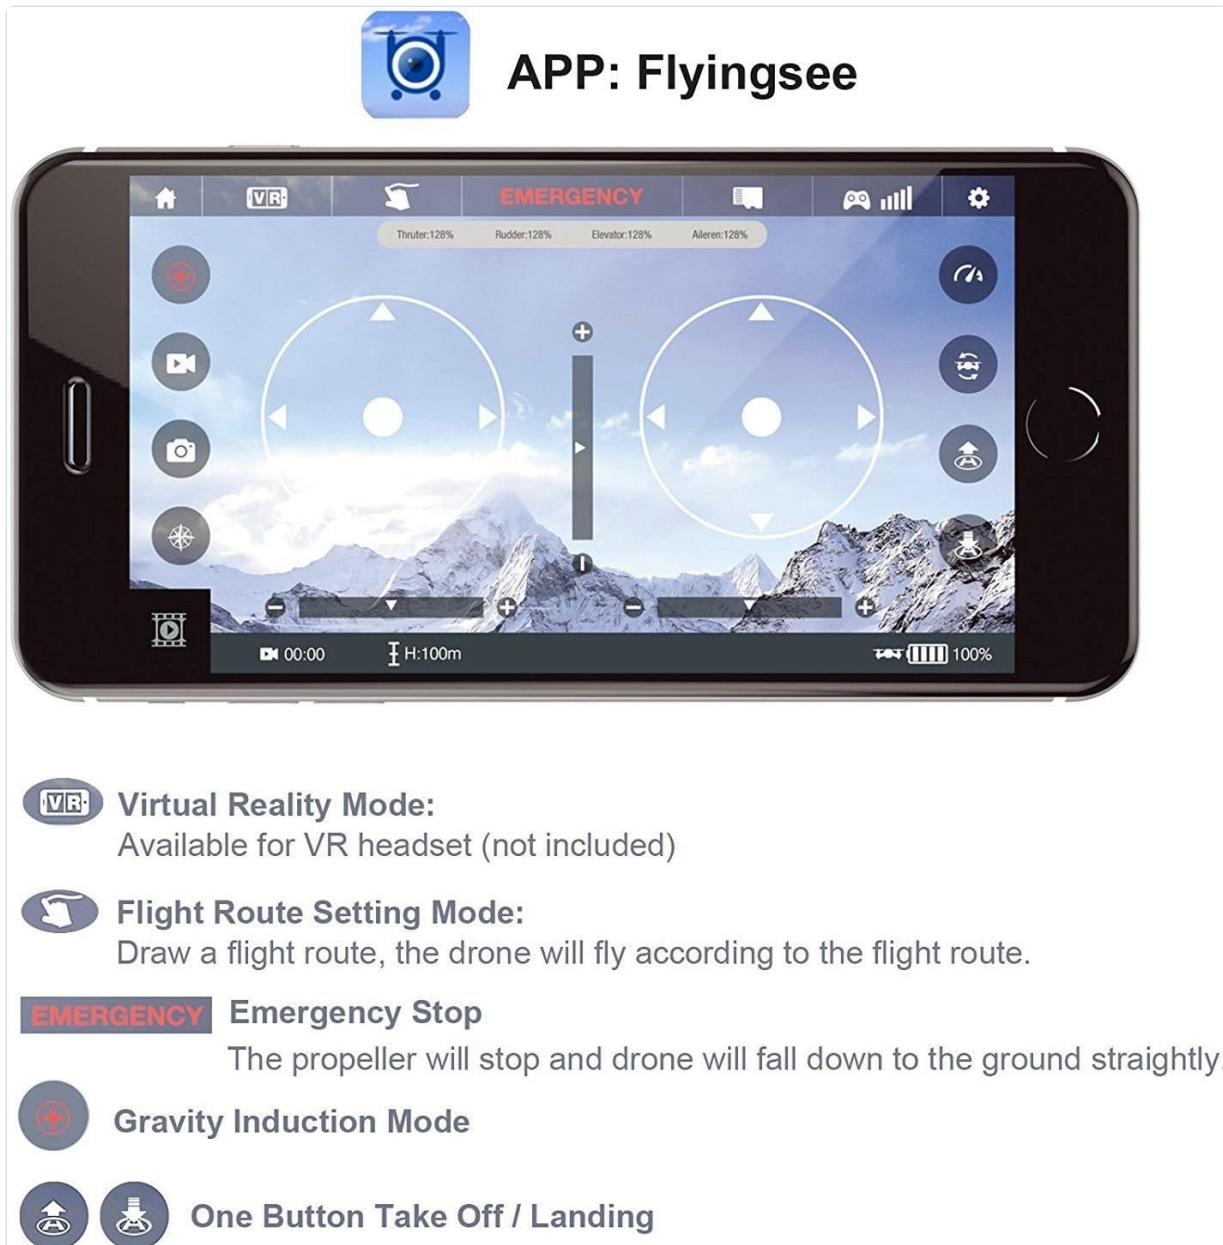 APP: Flyingsee
VR
EMERGENCY
Thruter:128% Rudder:128% Elevator:128% Aileren:128%
00:00 H:100m 100%
VR Virtual Reality Mode:
Available for VR headset (not included)
Flight Route Setting Mode:
Draw a flight route, the drone will fly according to the flight route.
EMERGENCY Emergency Stop
The propeller will stop and drone will fall down to the ground straightly.
Gravity Induction Mode
One Button Take Off / Landing